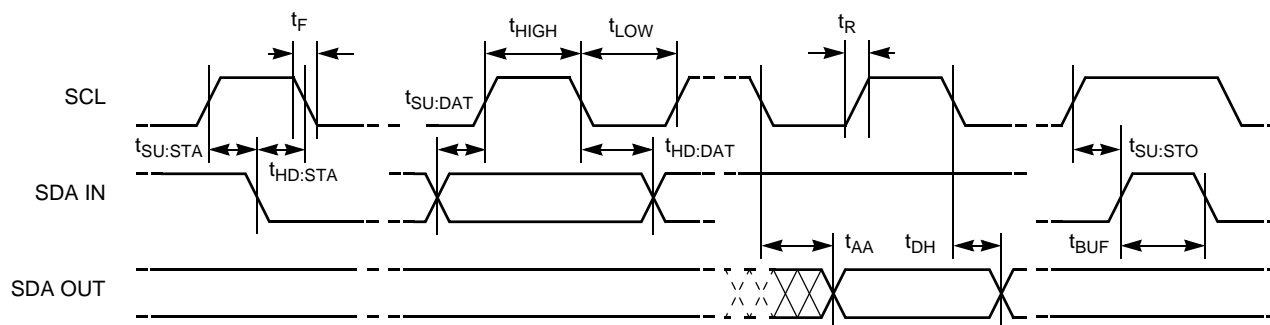 tF
tHIGH
tLOW
tR
SCL
tSU:DAT
tSU:STA
tHD:STA
tHD:DAT
tSU:STO
SDA IN
tAA
tDH
tBUF
SDA OUT